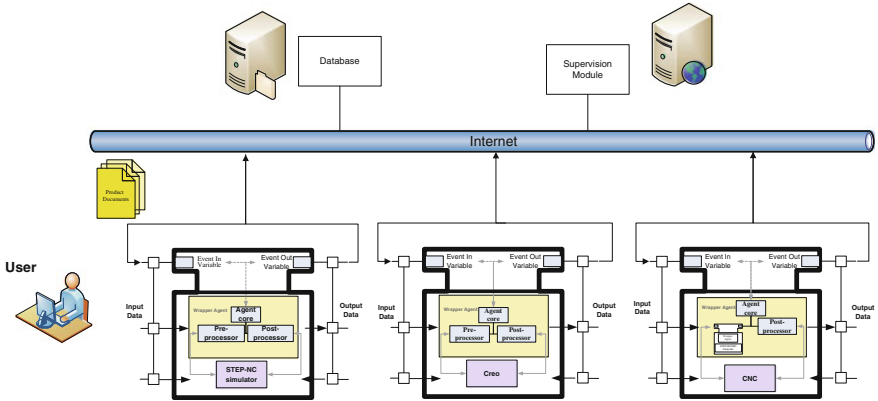 Database
Supervision
Module
Internet
Product
Documents
User
Event In
Variable
Event Out
Variable
Input
Data
Wrapper Agent
Agent
core
Pre-
processor
Post-
processor
STEP-NC
simulator
Output
Data
Event In
Variable
Event Out
Variable
Input
Data
Wrapper Agent
Agent
core
Pre-
processor
Post-
processor
Creo
Output
Data
Event In
Variable
Event Out
Variable
Input
Data
Wrapper Agent
Agent
core
Post-
processor
CNC
Output
Data